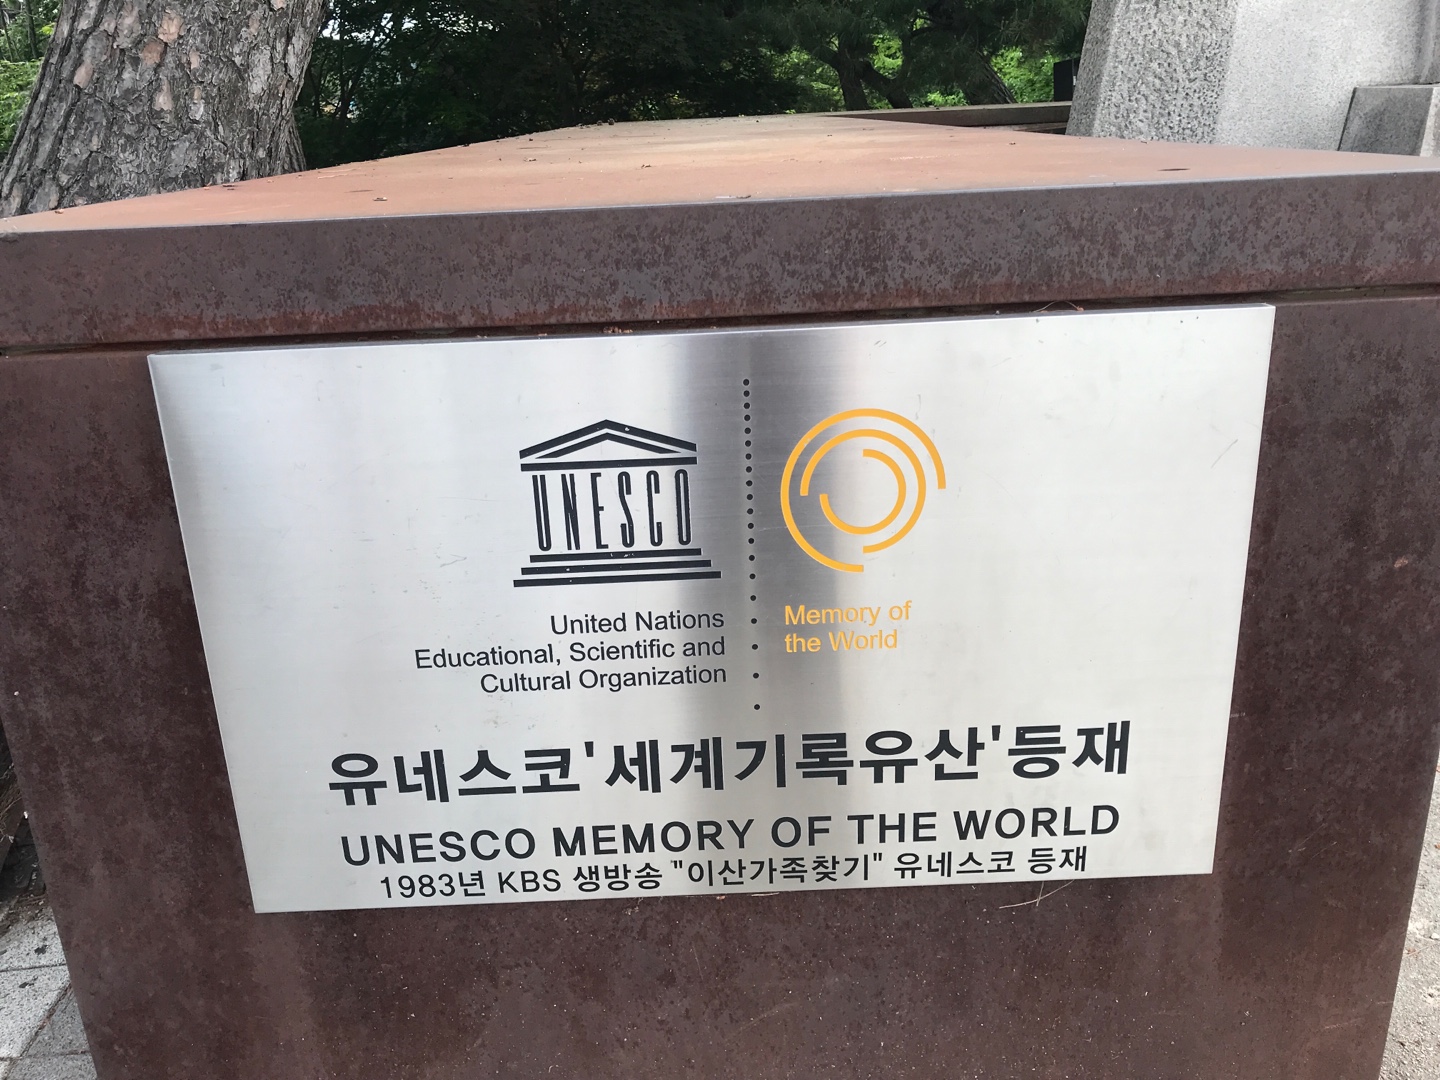 UNESCO
United Nations
Educational, Scientific and
Cultural Organization
Memory of
the World
유네스코'세계기록유산'등재
UNESCO MEMORY OF THE WORLD
1983년 KBS 생방송 "이산가족찾기" 유네스코 등재